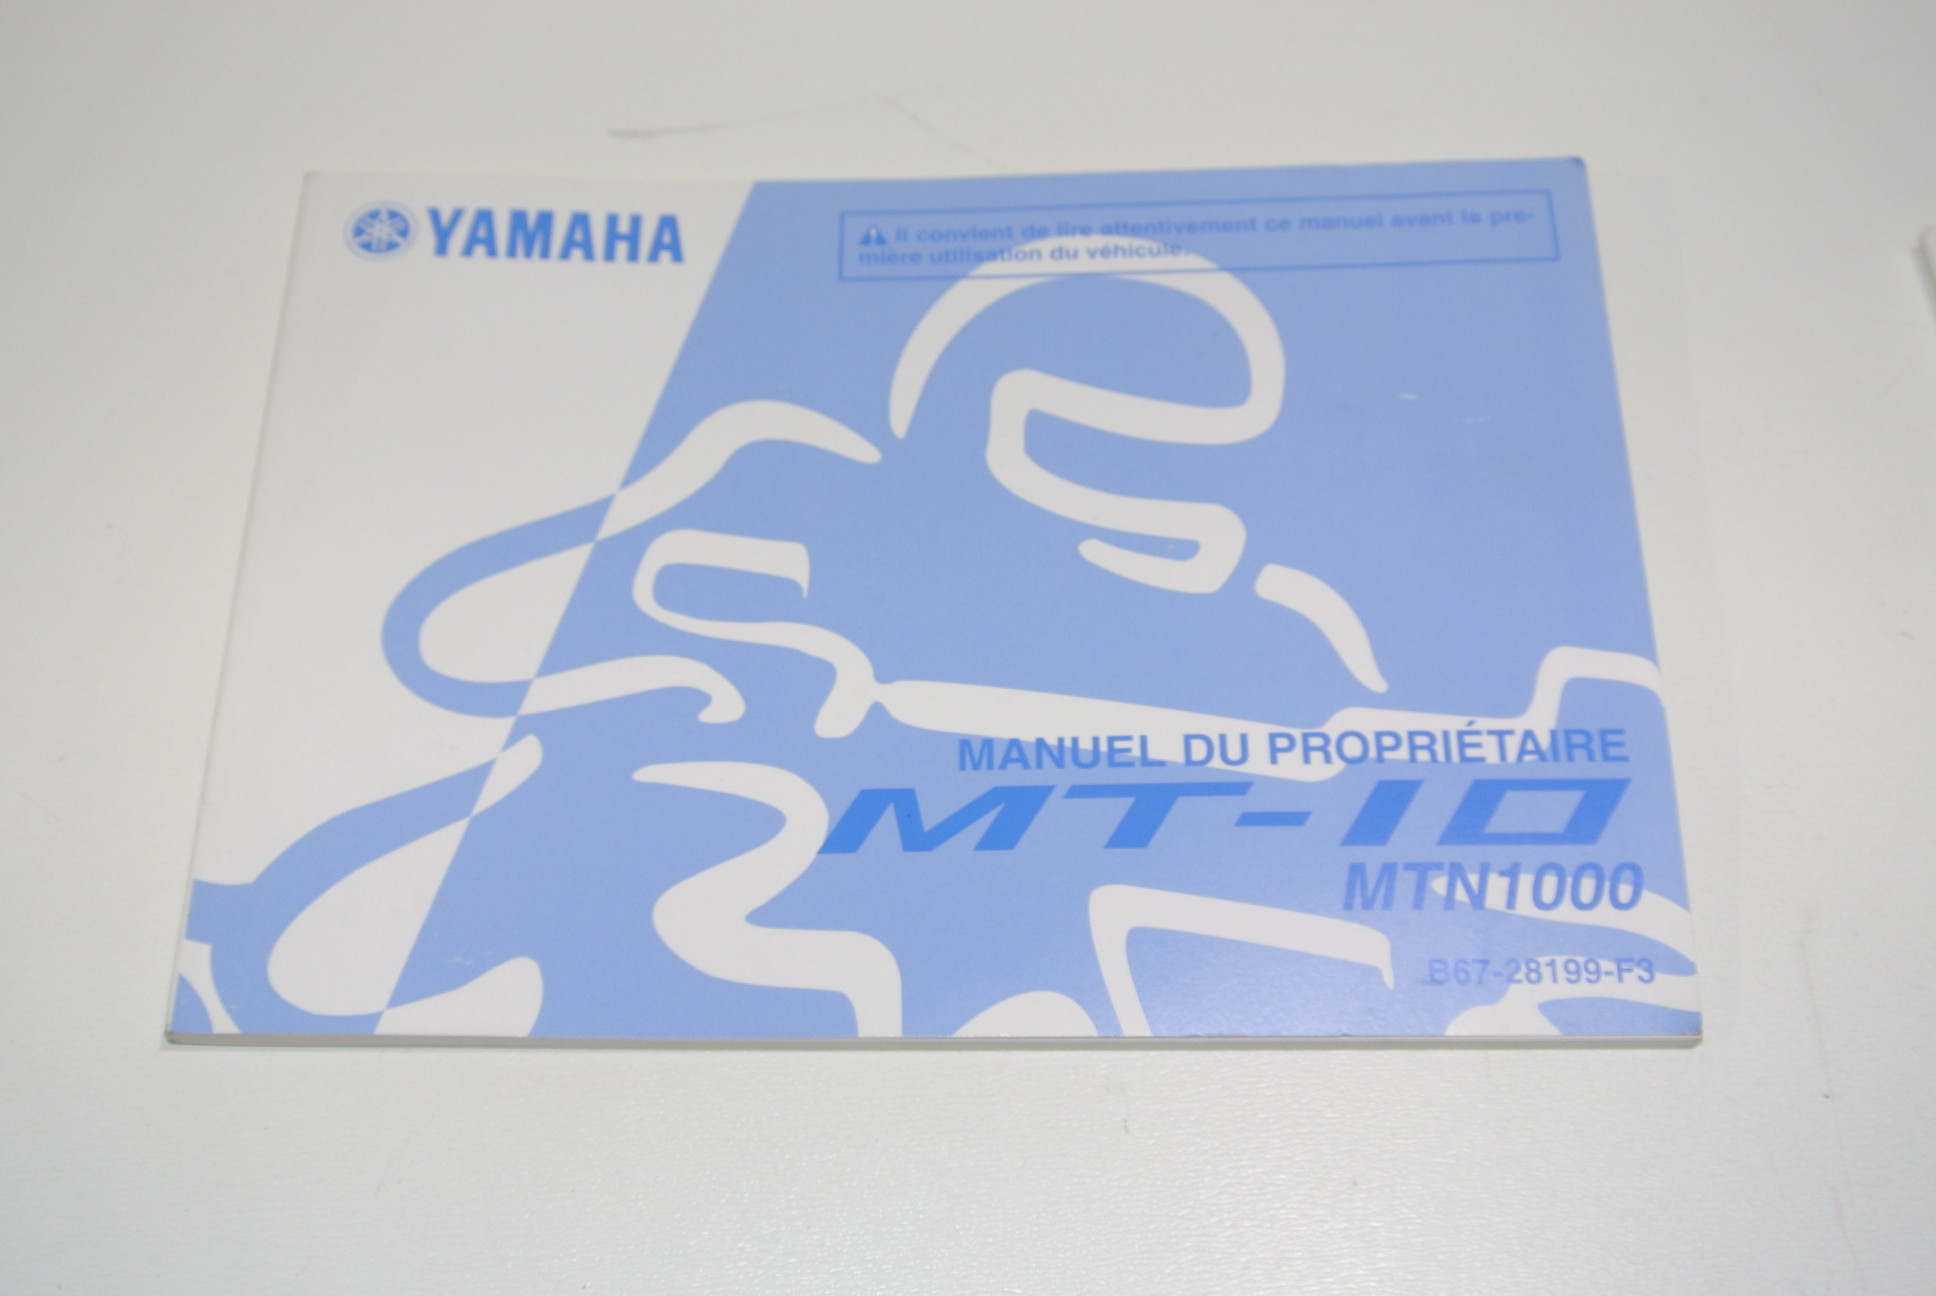 YAMAHA
⚠ Il convient de lire attentivement ce manuel avant la pre-
mière utilisation du véhicule.
MANUEL DU PROPRIÉTAIRE
MT-10
MTN1000
B67-28199-F3